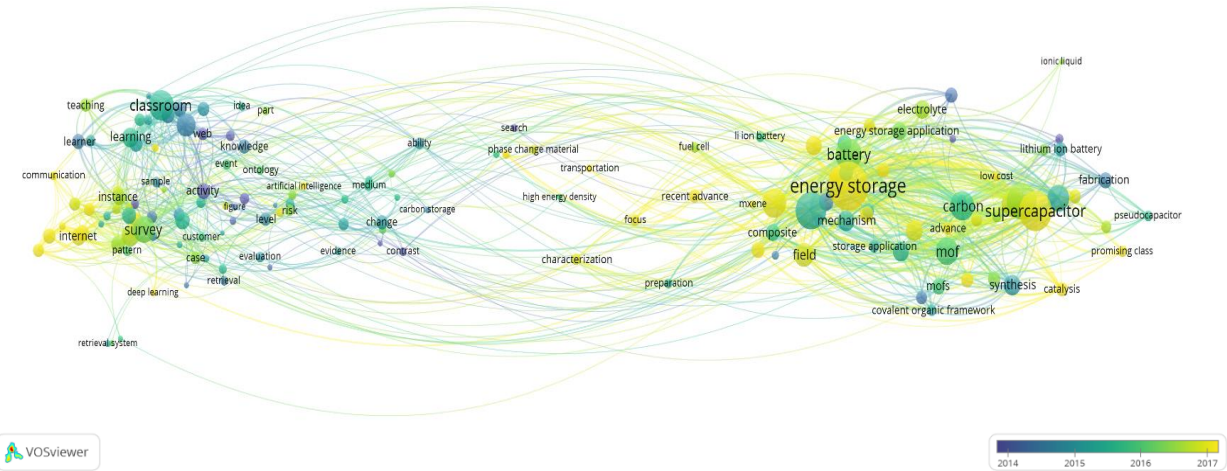 ionic liquid
teaching
classroom
idea
part
electrolyte
learner
learning
web
knowledge
search
ability
li ion battery
energy storage application
phase change material
fuel cell
battery
lithium ion battery
event
ontology
communication
sample
instance
activity
artificial intelligence
medium
transportation
high energy density
recent advance
energy storage
low cost
fabrication
figure
level
risk
carbon storage
mxene
carbon
supercapacitor
internet
survey
customer
change
focus
mechanism
advance
pseudocapacitor
pattern
case
evaluation
evidence
contrast
composite
storage application
mof
promising class
characterization
field
retrieval
deep learning
preparation
mofs
synthesis
catalysis
covalent organic framework
retrieval system
VOSviewer
2014 2015 2016 2017